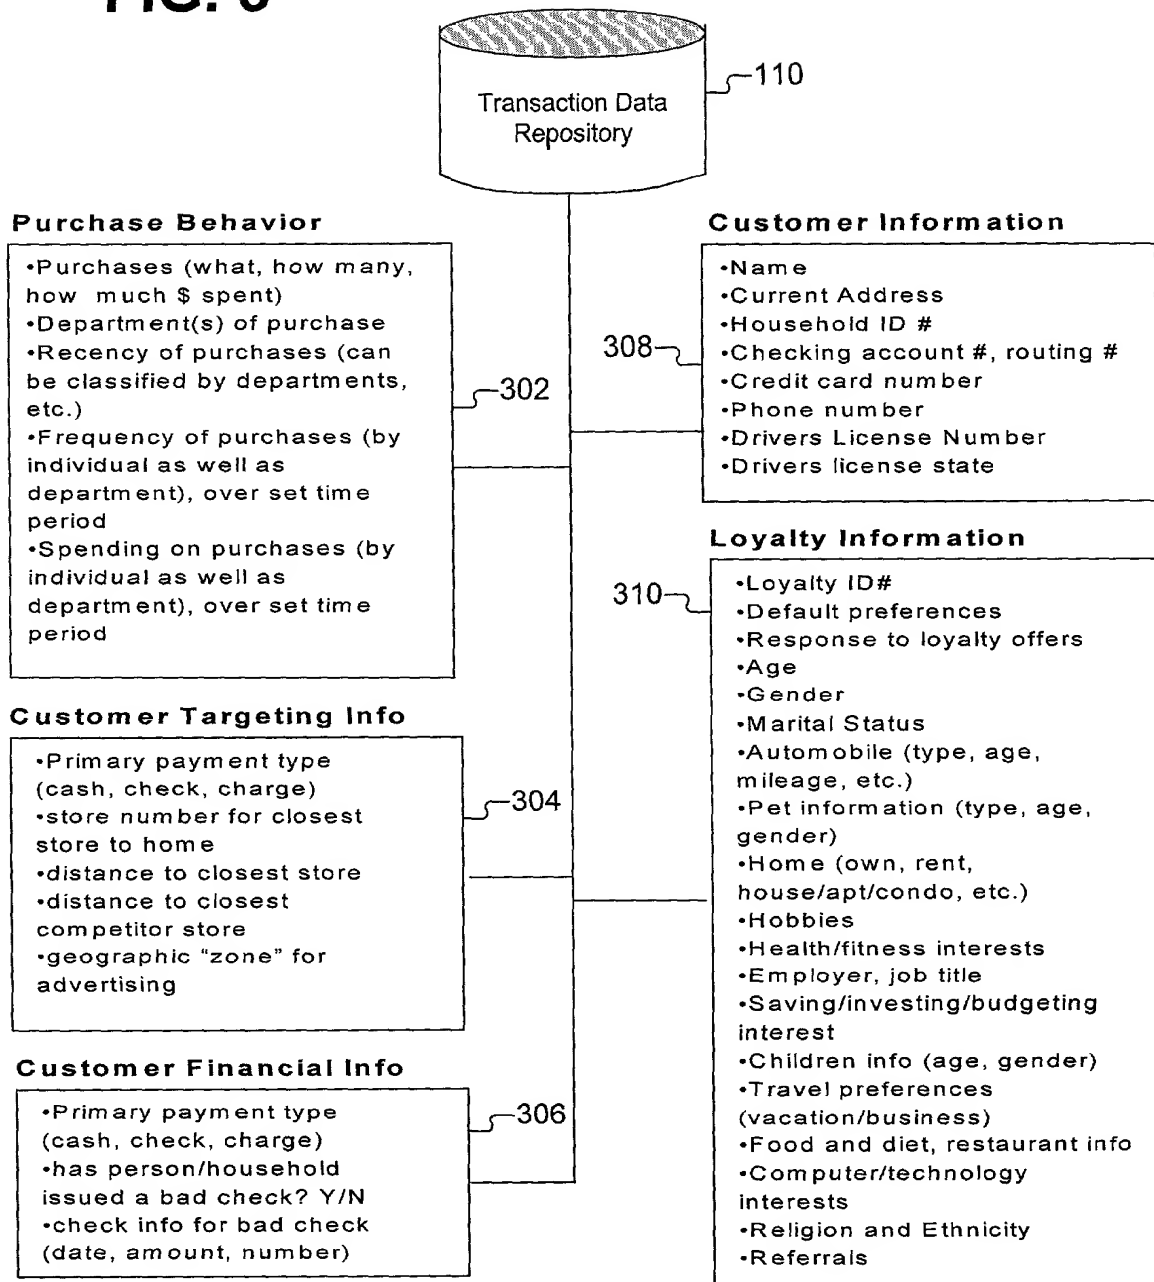 Transaction Data
Repository
110
Purchase Behavior
•Purchases (what, how many,
how much $ spent)
•Department(s) of purchase
•Recency of purchases (can
be classified by departments,
etc.)
•Frequency of purchases (by
individual as well as
department), over set time
period
•Spending on purchases (by
individual as well as
department), over set time
period
302
Customer Targeting Info
•Primary payment type
(cash, check, charge)
•store number for closest
store to home
•distance to closest store
•distance to closest
competitor store
•geographic “zone” for
advertising
304
Customer Financial Info
•Primary payment type
(cash, check, charge)
•has person/household
issued a bad check? Y/N
•check info for bad check
(date, amount, number)
306
Customer Information
•Name
•Current Address
•Household ID #
•Checking account #, routing #
•Credit card number
•Phone number
•Drivers License Number
•Drivers license state
308
Loyalty Information
•Loyalty ID#
•Default preferences
•Response to loyalty offers
•Age
•Gender
•Marital Status
•Automobile (type, age,
mileage, etc.)
•Pet information (type, age,
gender)
•Home (own, rent,
house/apt/condo, etc.)
•Hobbies
•Health/fitness interests
•Employer, job title
•Saving/investing/budgeting
interest
•Children info (age, gender)
•Travel preferences
(vacation/business)
•Food and diet, restaurant info
•Computer/technology
interests
•Religion and Ethnicity
•Referrals
310